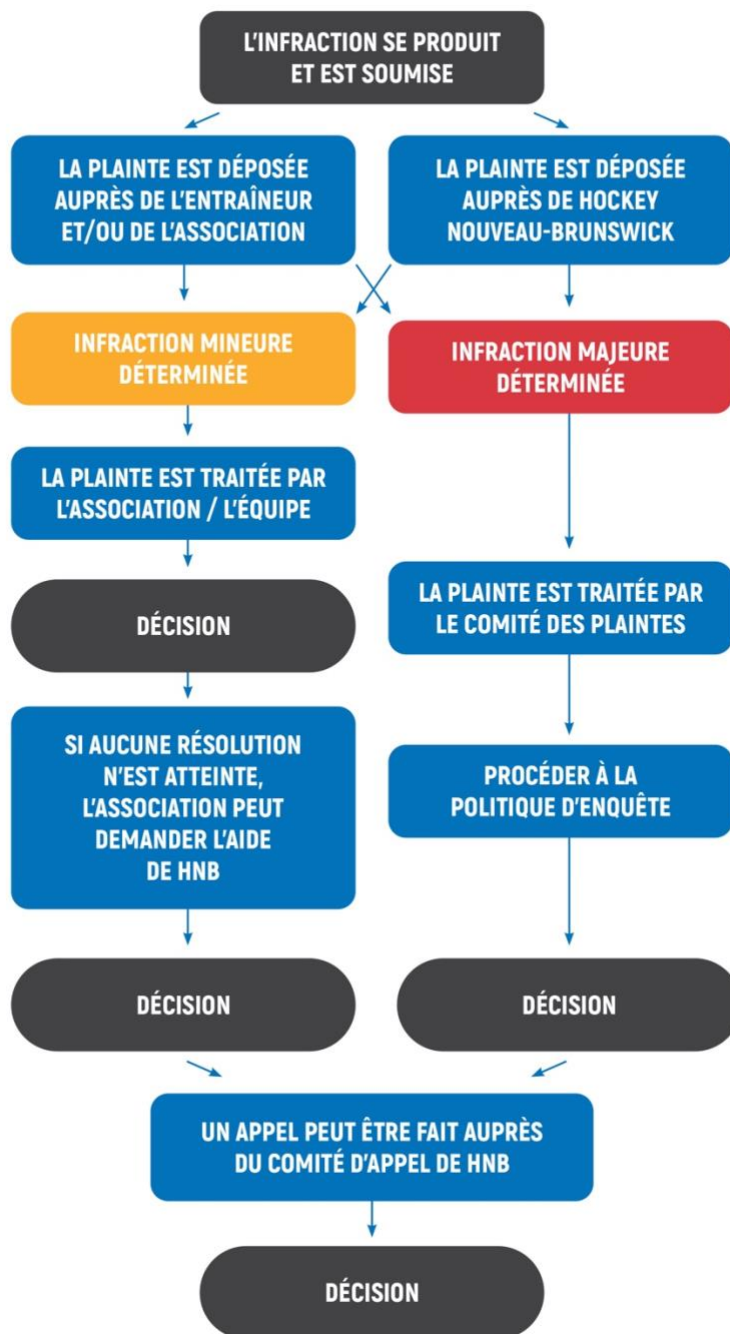 L'INFRACTION SE PRODUIT
ET EST SOUMISE
LA PLAINTE EST DÉPOSÉE
AUPRÈS DE L'ENTRAÎNEUR
ET/OU DE L'ASSOCIATION
LA PLAINTE EST DÉPOSÉE
AUPRÈS DE HOCKEY
NOUVEAU-BRUNSWICK
INFRACTION MINEURE
DÉTERMINÉE
INFRACTION MAJEURE
DÉTERMINÉE
LA PLAINTE EST TRAITÉE PAR
L'ASSOCIATION / L'ÉQUIPE
DÉCISION
LA PLAINTE EST TRAITÉE PAR
LE COMITÉ DES PLAINTES
SI AUCUNE RÉSOLUTION
N'EST ATTEINTE,
L'ASSOCIATION PEUT
DEMANDER L'AIDE
DE HNB
PROCÉDER À LA
POLITIQUE D'ENQUÊTE
DÉCISION
DÉCISION
UN APPEL PEUT ÊTRE FAIT AUPRÈS
DU COMITÉ D'APPEL DE HNB
DÉCISION